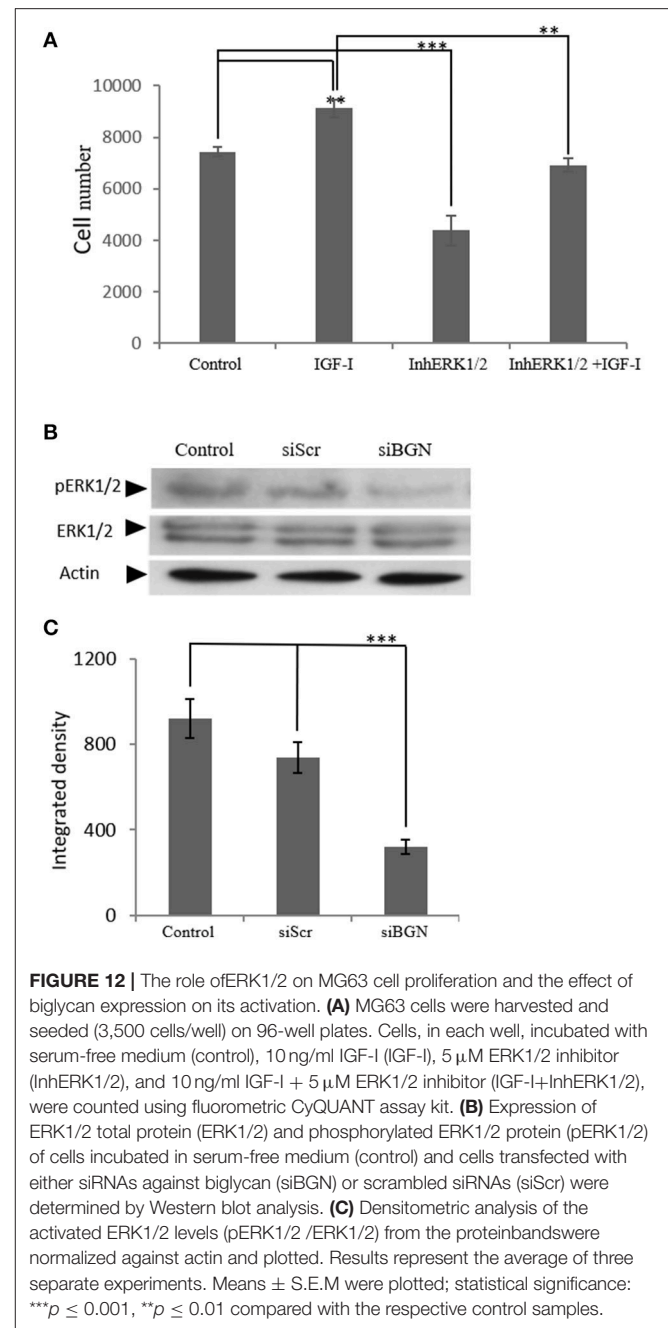 A
*** **
10000
**
8000
6000
4000
2000
0
Cell number
Control IGF-I InhERK1/2 InhERK1/2 +IGF-I
B
Control siScr siBGN
pERK1/2
ERK1/2
Actin
C
***
1200
800
400
0
Integrated density
Control siScr siBGN
FIGURE 12 | The role ofERK1/2 on MG63 cell proliferation and the effect of
biglycan expression on its activation. (A) MG63 cells were harvested and
seeded (3,500 cells/well) on 96-well plates. Cells, in each well, incubated with
serum-free medium (control), 10 ng/ml IGF-I (IGF-I), 5 μM ERK1/2 inhibitor
(InhERK1/2), and 10 ng/ml IGF-I + 5 μM ERK1/2 inhibitor (IGF-I+InhERK1/2),
were counted using fluorometric CyQUANT assay kit. (B) Expression of
ERK1/2 total protein (ERK1/2) and phosphorylated ERK1/2 protein (pERK1/2)
of cells incubated in serum-free medium (control) and cells transfected with
either siRNAs against biglycan (siBGN) or scrambled siRNAs (siScr) were
determined by Western blot analysis. (C) Densitometric analysis of the
activated ERK1/2 levels (pERK1/2 /ERK1/2) from the proteinbandswere
normalized against actin and plotted. Results represent the average of three
separate experiments. Means ± S.E.M were plotted; statistical significance:
***p ≤ 0.001, **p ≤ 0.01 compared with the respective control samples.